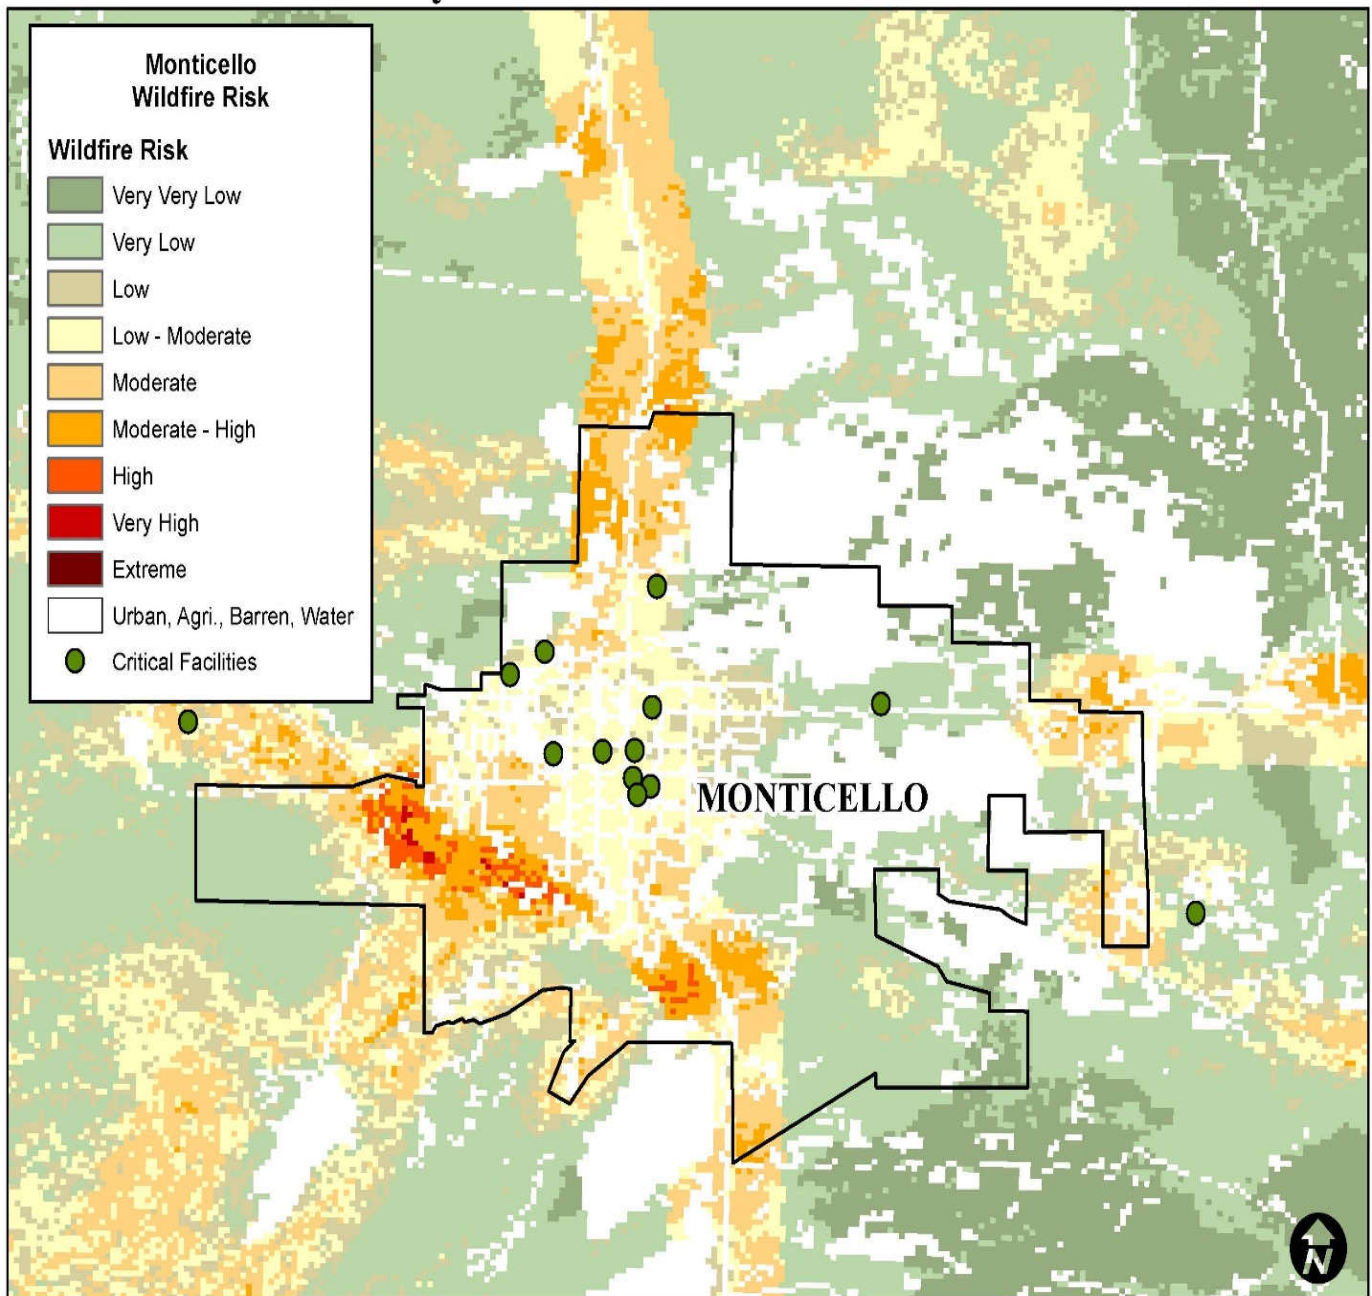 Monticello
Wildfire Risk
Wildfire Risk
Very Very Low
Very Low
Low
Low - Moderate
Moderate
Moderate - High
High
Very High
Extreme
Urban, Agri., Barren, Water
Critical Facilities
MONTICELLO
N